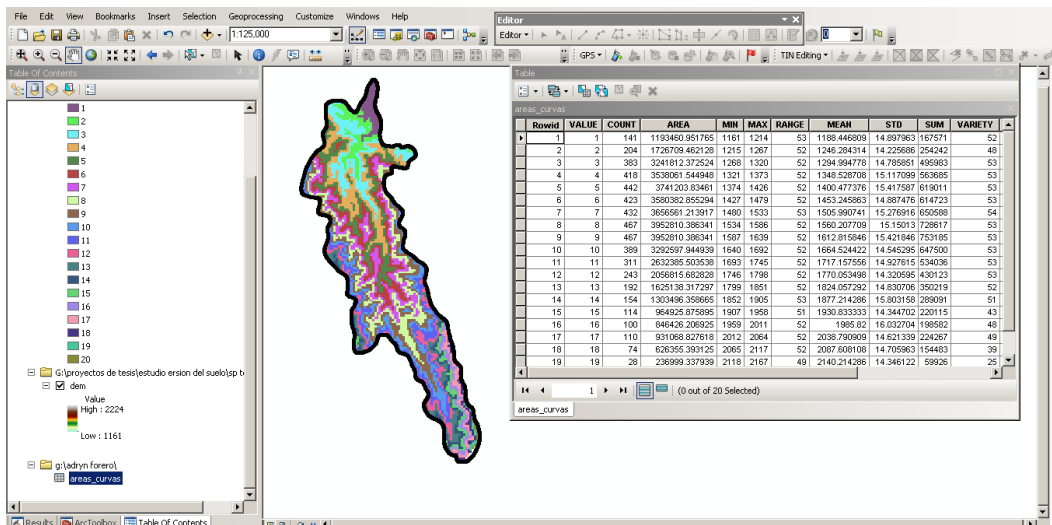 File Edit View Bookmarks Insert Selection Geoprocessing Customize Windows Help
1:125,000
Editor
Editor
0
GPS
TIN Editing
Table Of Contents
1
2
3
4
5
6
7
8
9
10
11
12
13
14
15
16
17
18
19
20
G:\proyectos de tesis\estudio ersion del suelo\sp t
dem
Value
High : 2224
Low : 1161
g:\adryn forero\
areas_curvas
Results ArcToolbox Table Of Contents
Table
areas_curvas
Rowid VALUE COUNT AREA MIN MAX RANGE MEAN STD SUM VARIETY
1 1 141 1193460.951765 1161 1214 53 1188.446809 14.897963 167571 52
2 2 204 1726709.462128 1215 1267 52 1246.284314 14.225686 254242 48
3 3 383 3241812.372524 1268 1320 52 1294.994778 14.785851 495983 53
4 4 418 3538061.544948 1321 1373 52 1348.528708 15.117099 563685 53
5 5 442 3741203.83461 1374 1426 52 1400.477376 15.417587 619011 53
6 6 423 3580382.855294 1427 1479 52 1453.245863 14.887476 614723 53
7 7 432 3656561.213917 1480 1533 53 1505.990741 15.276916 650588 54
8 8 467 3952810.386341 1534 1586 52 1560.207709 15.15013 728617 53
9 9 467 3952810.386341 1587 1639 52 1612.815846 15.421846 753185 53
10 10 389 3292597.944939 1640 1692 52 1664.524422 14.545295 647500 53
11 11 311 2632385.503538 1693 1745 52 1717.157556 14.927615 534036 53
12 12 243 2056815.682828 1746 1798 52 1770.053498 14.320595 430123 53
13 13 192 1625138.317297 1799 1851 52 1824.057292 14.830706 350219 52
14 14 154 1303496.358665 1852 1905 53 1877.214286 15.803158 289091 51
15 15 114 964925.875895 1907 1958 51 1930.833333 14.344702 220115 43
16 16 100 846426.206925 1959 2011 52 1985.82 16.032704 198582 48
17 17 110 931068.827618 2012 2064 52 2038.790909 14.621339 224267 49
18 18 74 626355.393125 2065 2117 52 2087.608108 14.705963 154483 39
19 19 28 236999.337939 2118 2167 49 2140.214286 14.346122 59926 25
1 (0 out of 20 Selected)
areas_curvas